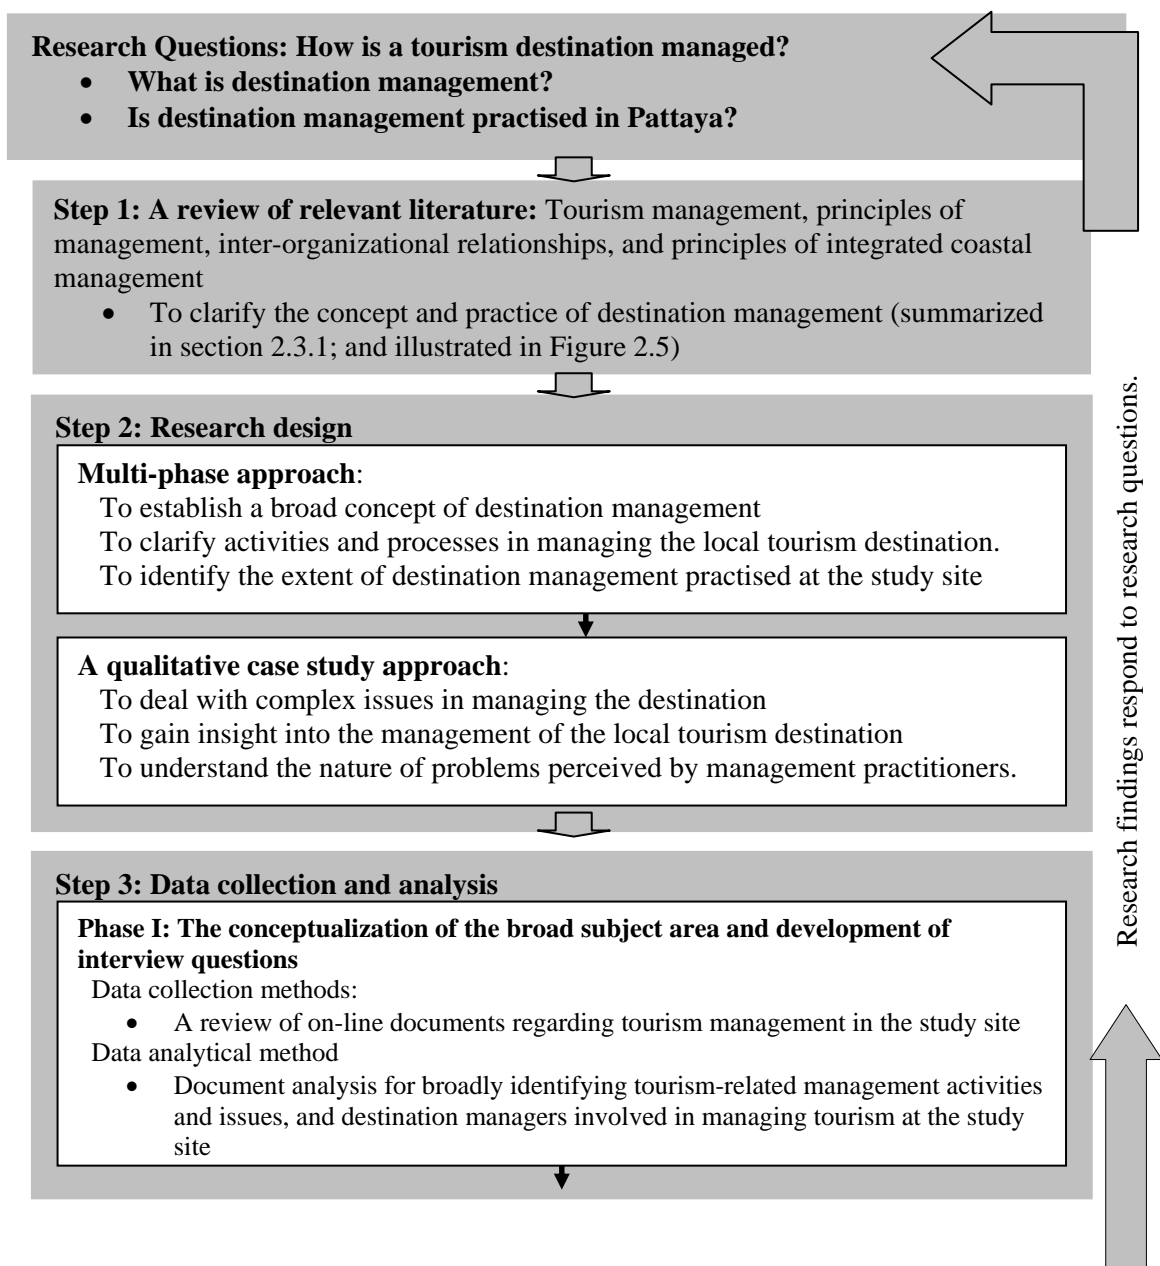 Research Questions: How is a tourism destination managed?
• What is destination management?
• Is destination management practised in Pattaya?
Step 1: A review of relevant literature: Tourism management, principles of
management, inter-organizational relationships, and principles of integrated coastal
management
• To clarify the concept and practice of destination management (summarized
in section 2.3.1; and illustrated in Figure 2.5)
Step 2: Research design
Multi-phase approach:
To establish a broad concept of destination management
To clarify activities and processes in managing the local tourism destination.
To identify the extent of destination management practised at the study site
A qualitative case study approach:
To deal with complex issues in managing the destination
To gain insight into the management of the local tourism destination
To understand the nature of problems perceived by management practitioners.
Step 3: Data collection and analysis
Phase I: The conceptualization of the broad subject area and development of
interview questions
Data collection methods:
• A review of on-line documents regarding tourism management in the study site
Data analytical method
• Document analysis for broadly identifying tourism-related management activities
and issues, and destination managers involved in managing tourism at the study
site
Research findings respond to research questions.